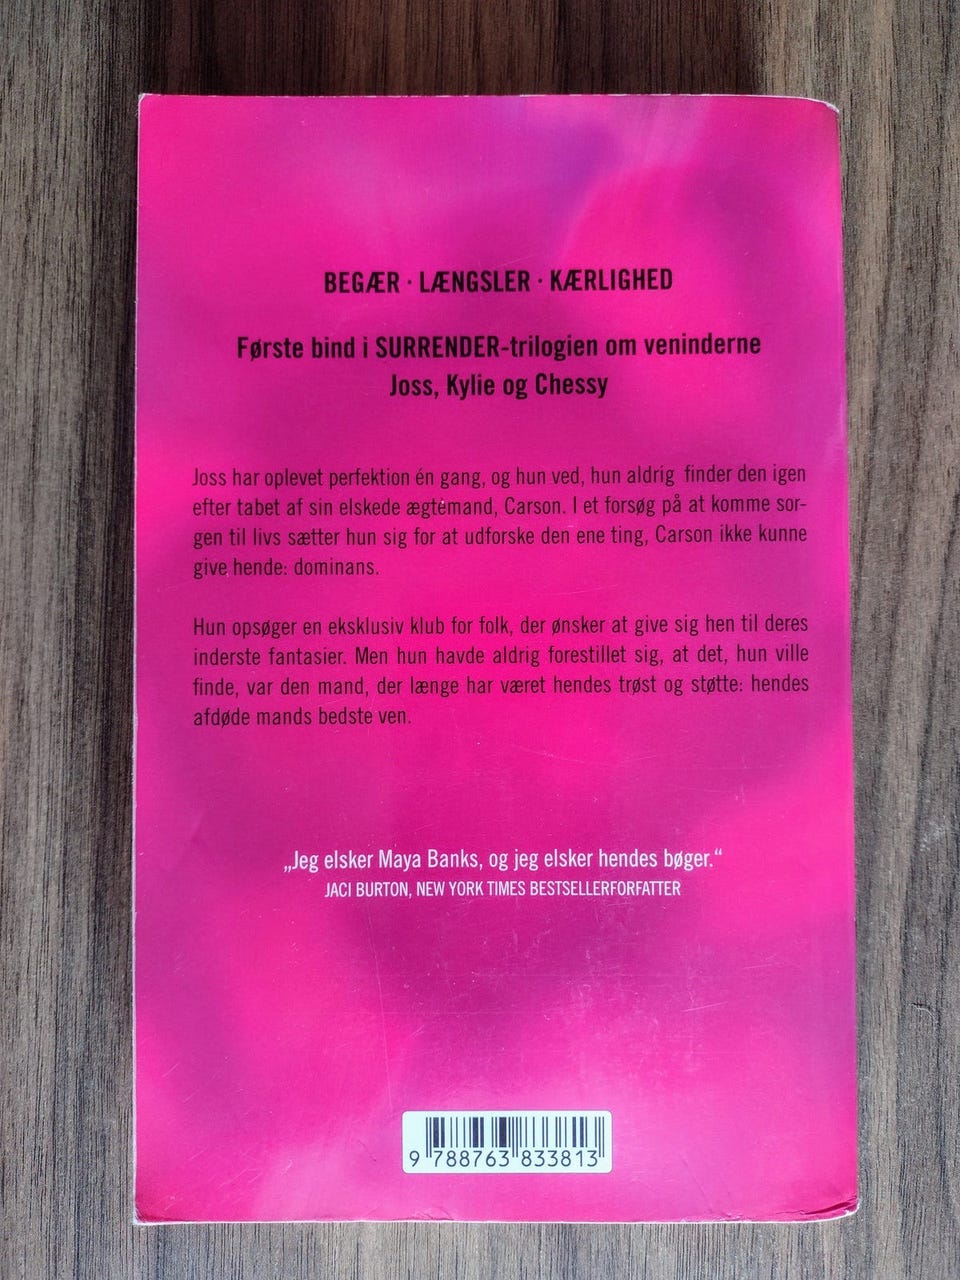 BEGÆR · LÆNGSLER · KÆRLIGHED
Første bind i SURRENDER-trilogien om veninderne
Joss, Kylie og Chessy
Joss har oplevet perfektion én gang, og hun ved, hun aldrig finder den igen
efter tabet af sin elskede ægtemand, Carson. I et forsøg på at komme sor-
gen til livs sætter hun sig for at udforske den ene ting, Carson ikke kunne
give hende: dominans.
Hun opsøger en eksklusiv klub for folk, der ønsker at give sig hen til deres
inderste fantasier. Men hun havde aldrig forestillet sig, at det, hun ville
finde, var den mand, der længe har været hendes trøst og støtte: hendes
afdøde mands bedste ven.
„Jeg elsker Maya Banks, og jeg elsker hendes bøger.“
JACI BURTON, NEW YORK TIMES BESTSELLERFORFATTER
9 788763 833813